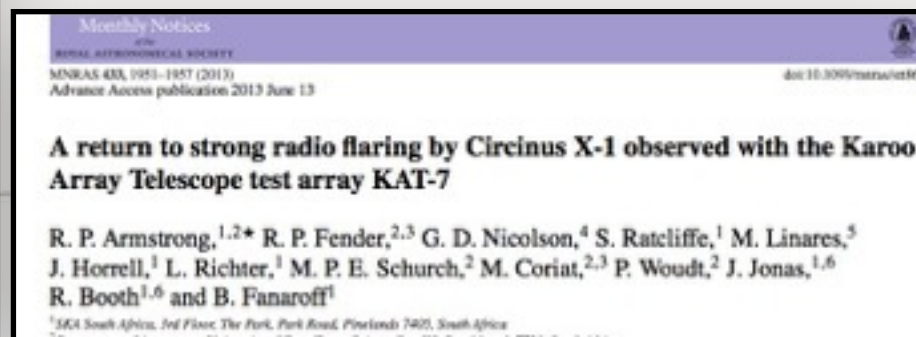 Monthly Notices
of the
ROYAL ASTRONOMICAL SOCIETY
MNRAS 433, 1951–1957 (2013)
Advance Access publication 2013 June 13
A return to strong radio flaring by Circinus X-1 observed with the Karoo
Array Telescope test array KAT-7
R. P. Armstrong,1,2★ R. P. Fender,2,3 G. D. Nicolson,4 S. Ratcliffe,1 M. Linares,5
J. Horrell,1 L. Richter,1 M. P. E. Schurch,2 M. Coriat,2,3 P. Woudt,2 J. Jonas,1,6
R. Booth1,6 and B. Fanaroff1
1SKA South Africa, 3rd Floor, The Park, Park Road, Pinelands 7405, South Africa